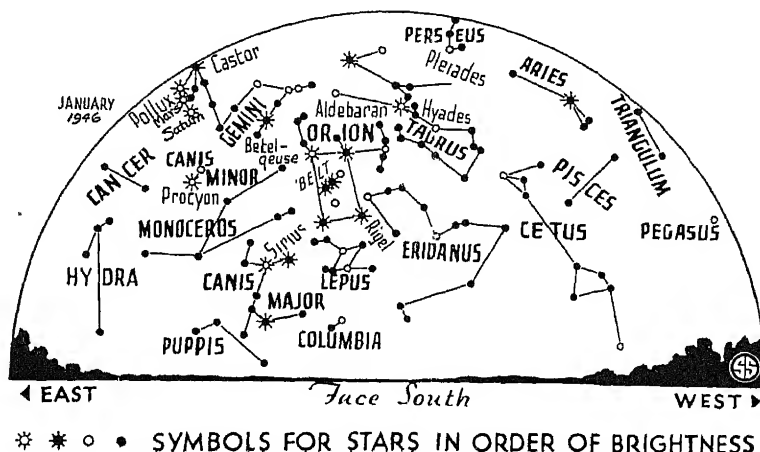 PERSEUS
Castor
Pleiades
ARIES
Pollux
Mars
Saturn
JANUARY
1946
GEMINI
Aldebaran
Hyades
TRIANGULUM
Betel-
geuse
ORION
TAURUS
CANCER
CANIS
MINOR
Procyon
'BELT'
PISCES
MONOCEROS
Sirius
Rigel
ERIDANUS
CETUS
PEGASUS
HYDRA
CANIS
LEPUS
MAJOR
PUPPIS
COLUMBIA
SS
EAST
Face South
WEST
SYMBOLS FOR STARS IN ORDER OF BRIGHTNESS